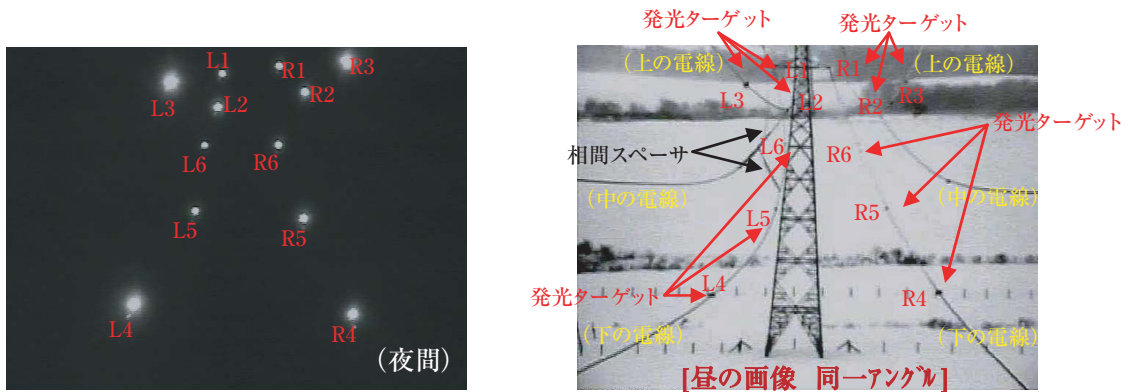 L1
R1
R3
L3
L2
R2
L6
R6
L5
R5
L4
R4
(夜間)
発光ターゲット
発光ターゲット
(上の電線)
L1
R1
(上の電線)
L3
L2
R2
R3
発光ターゲット
相間スペーサ
L6
R6
(中の電線)
(中の電線)
L5
R5
発光ターゲット
L4
R4
(下の電線)
(下の電線)
[昼の画像 同一アングル]